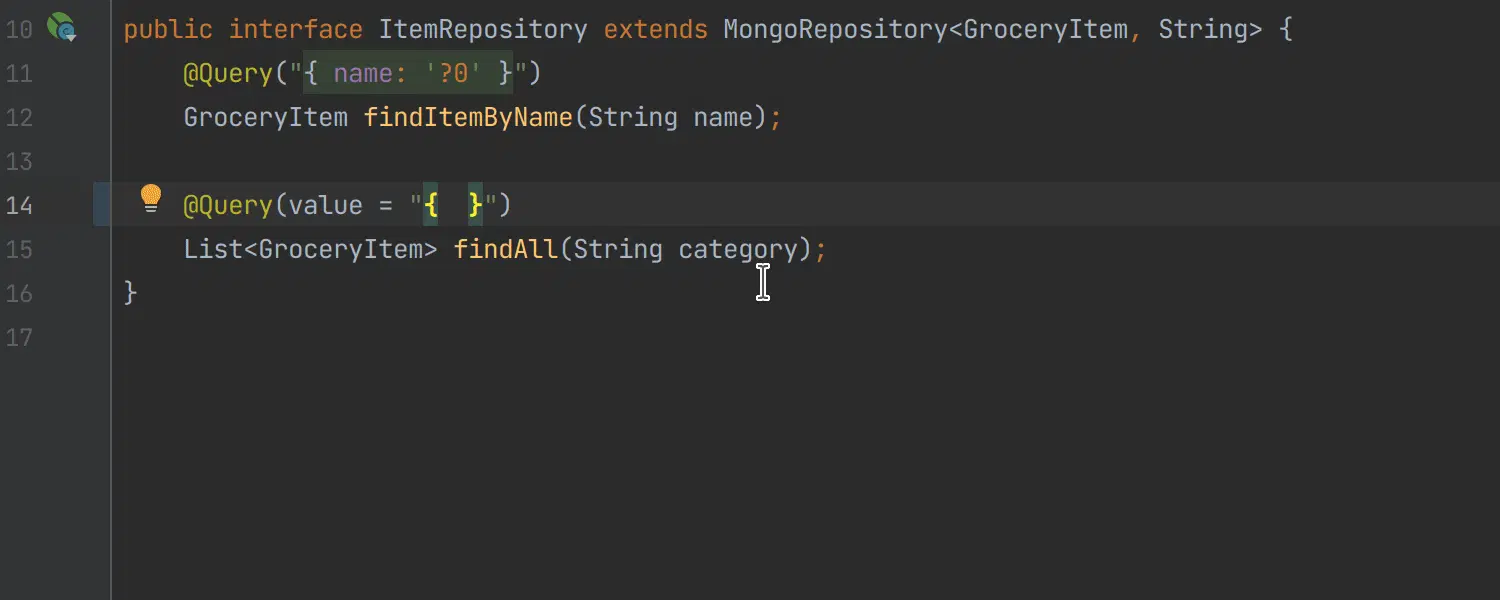 10 public interface ItemRepository extends MongoRepository<GroceryItem, String> {
11 @Query("{ name: '?0' }")
12 GroceryItem findItemByName(String name);
13
14 @Query(value = "{  }")
15 List<GroceryItem> findAll(String category);
16 }
17